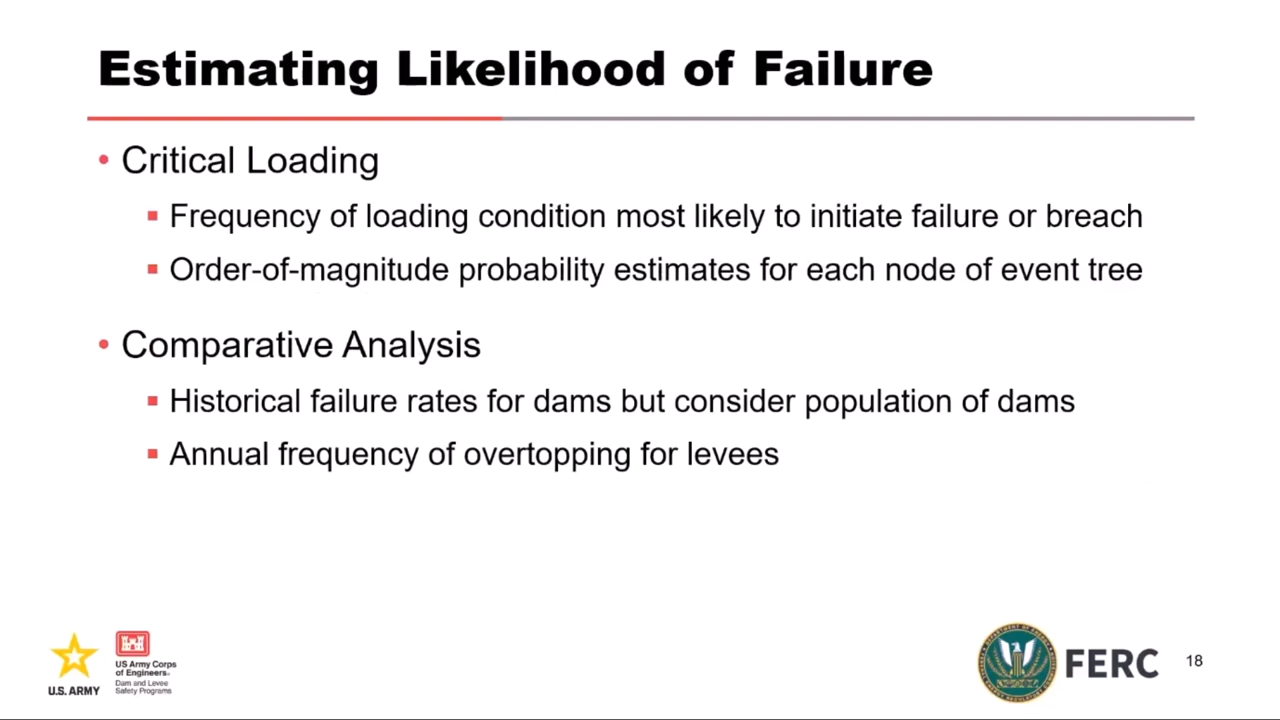 Estimating Likelihood of Failure
• Critical Loading
▪ Frequency of loading condition most likely to initiate failure or breach
▪ Order-of-magnitude probability estimates for each node of event tree
• Comparative Analysis
▪ Historical failure rates for dams but consider population of dams
▪ Annual frequency of overtopping for levees
U.S. ARMY
US Army Corps
of Engineers.
Dam and Levee
Safety Programs
FERC
18